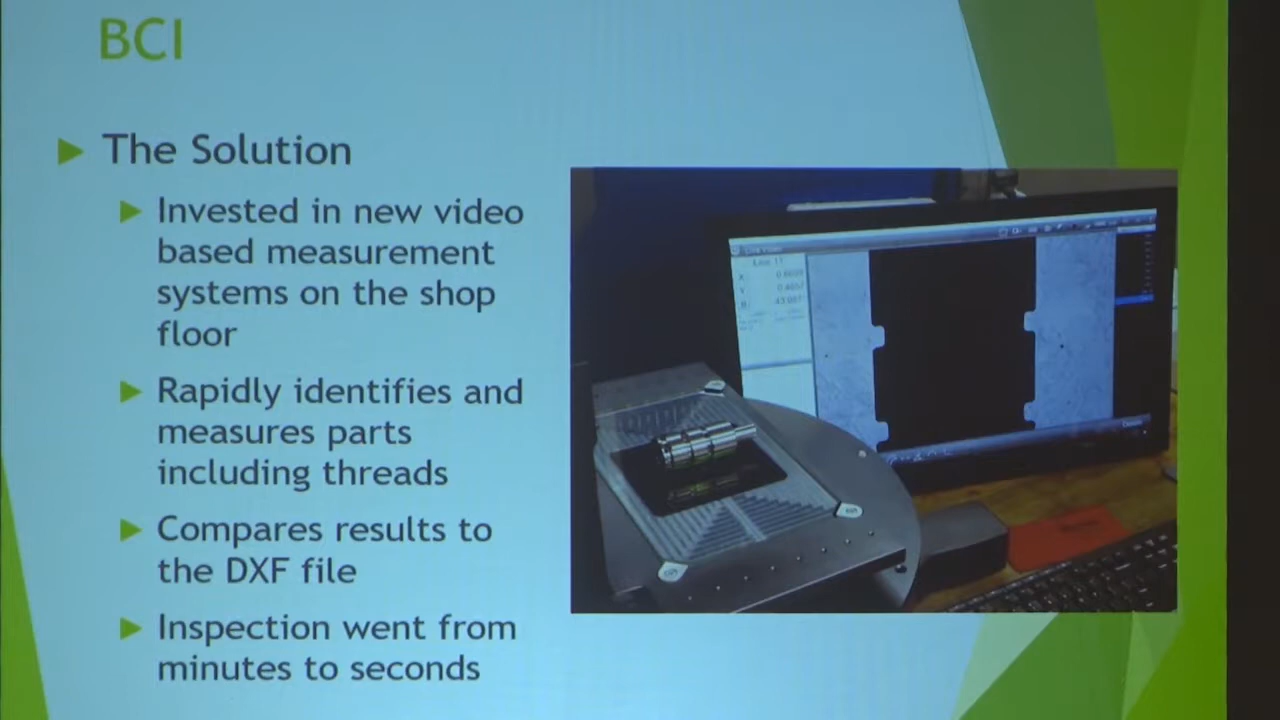 BCI
The Solution
Invested in new video
based measurement
systems on the shop
floor
Rapidly identifies and
measures parts
including threads
Compares results to
the DXF file
Inspection went from
minutes to seconds